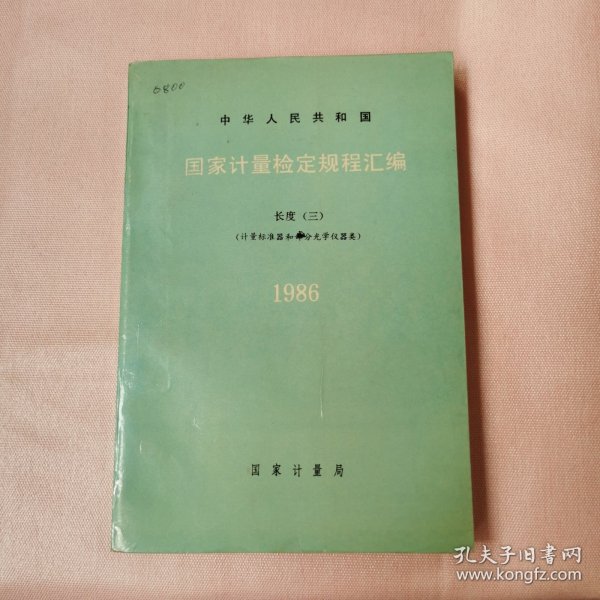 6800
中华人民共和国
国家计量检定规程汇编
长度（三）
（计量标准器和 分光学仪器类）
1986
国家计量局
孔夫子旧书网
www.kongfz.com